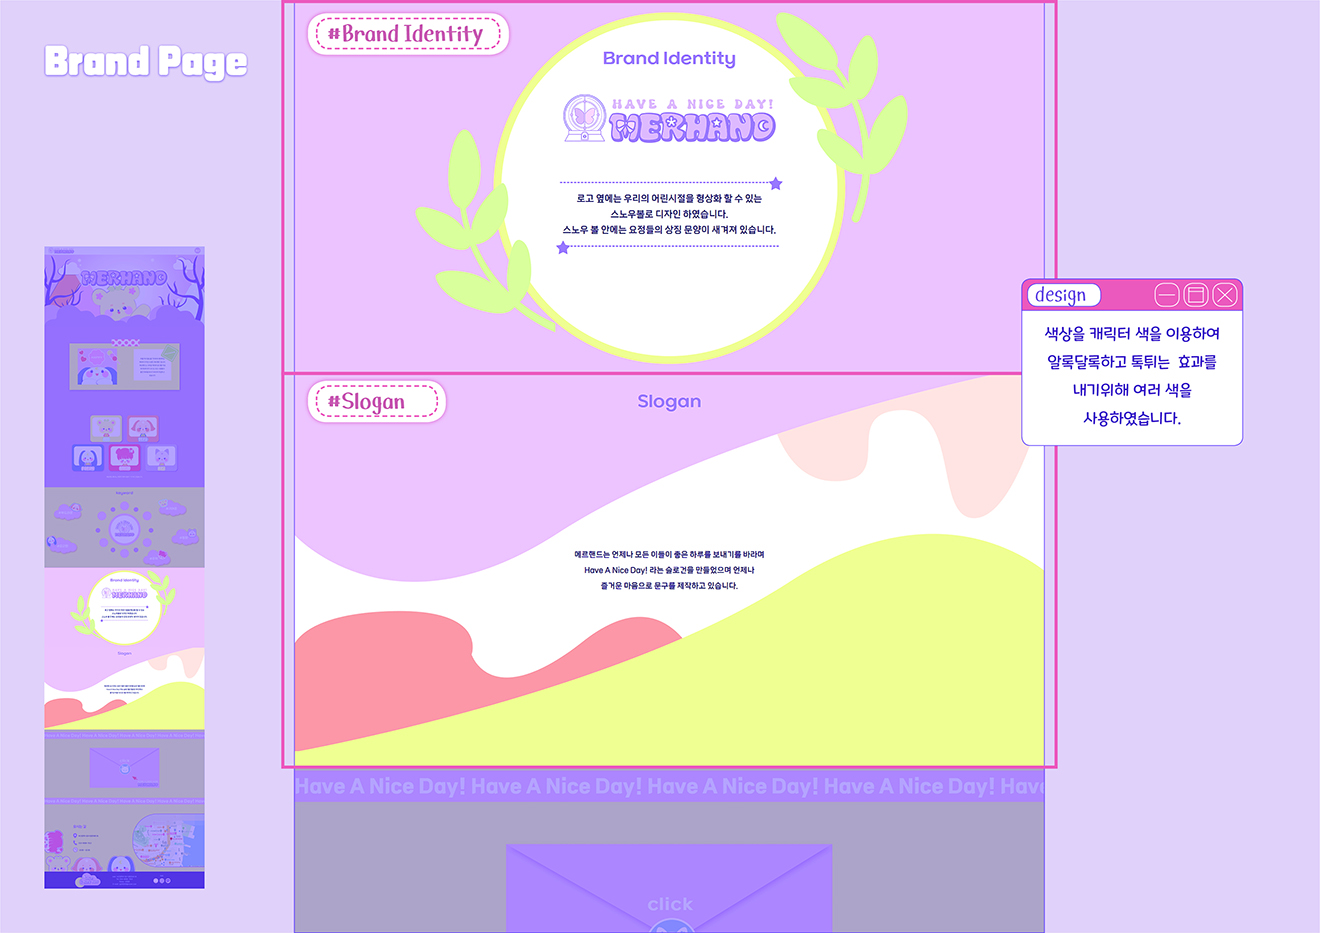 Brand Page
#Brand Identity
Brand Identity
HAVE A NICE DAY!
MERHAND
로고 옆에는 우리의 어린시절을 형상화 할 수 있는
스노우볼로 디자인 하였습니다.
스노우 볼 안에는 요정들의 상징 문양이 새겨져 있습니다.
design
색상을 캐릭터 색을 이용하여
알록달록하고 톡튀는 효과를
내기위해 여러 색을
사용하였습니다.
#Slogan
Slogan
메르헨드는 언제나 모든 이들이 좋은 하루를 보내기를 바라며
Have A Nice Day! 라는 슬로건을 만들었으며 언제나
즐거운 마음으로 문구를 제작하고 있습니다.
Have A Nice Day! Have A Nice Day! Have A Nice Day! Have A Nice Day! Have
click
MERHAND
Keyword
Brand Identity
MERHAND
Slogan